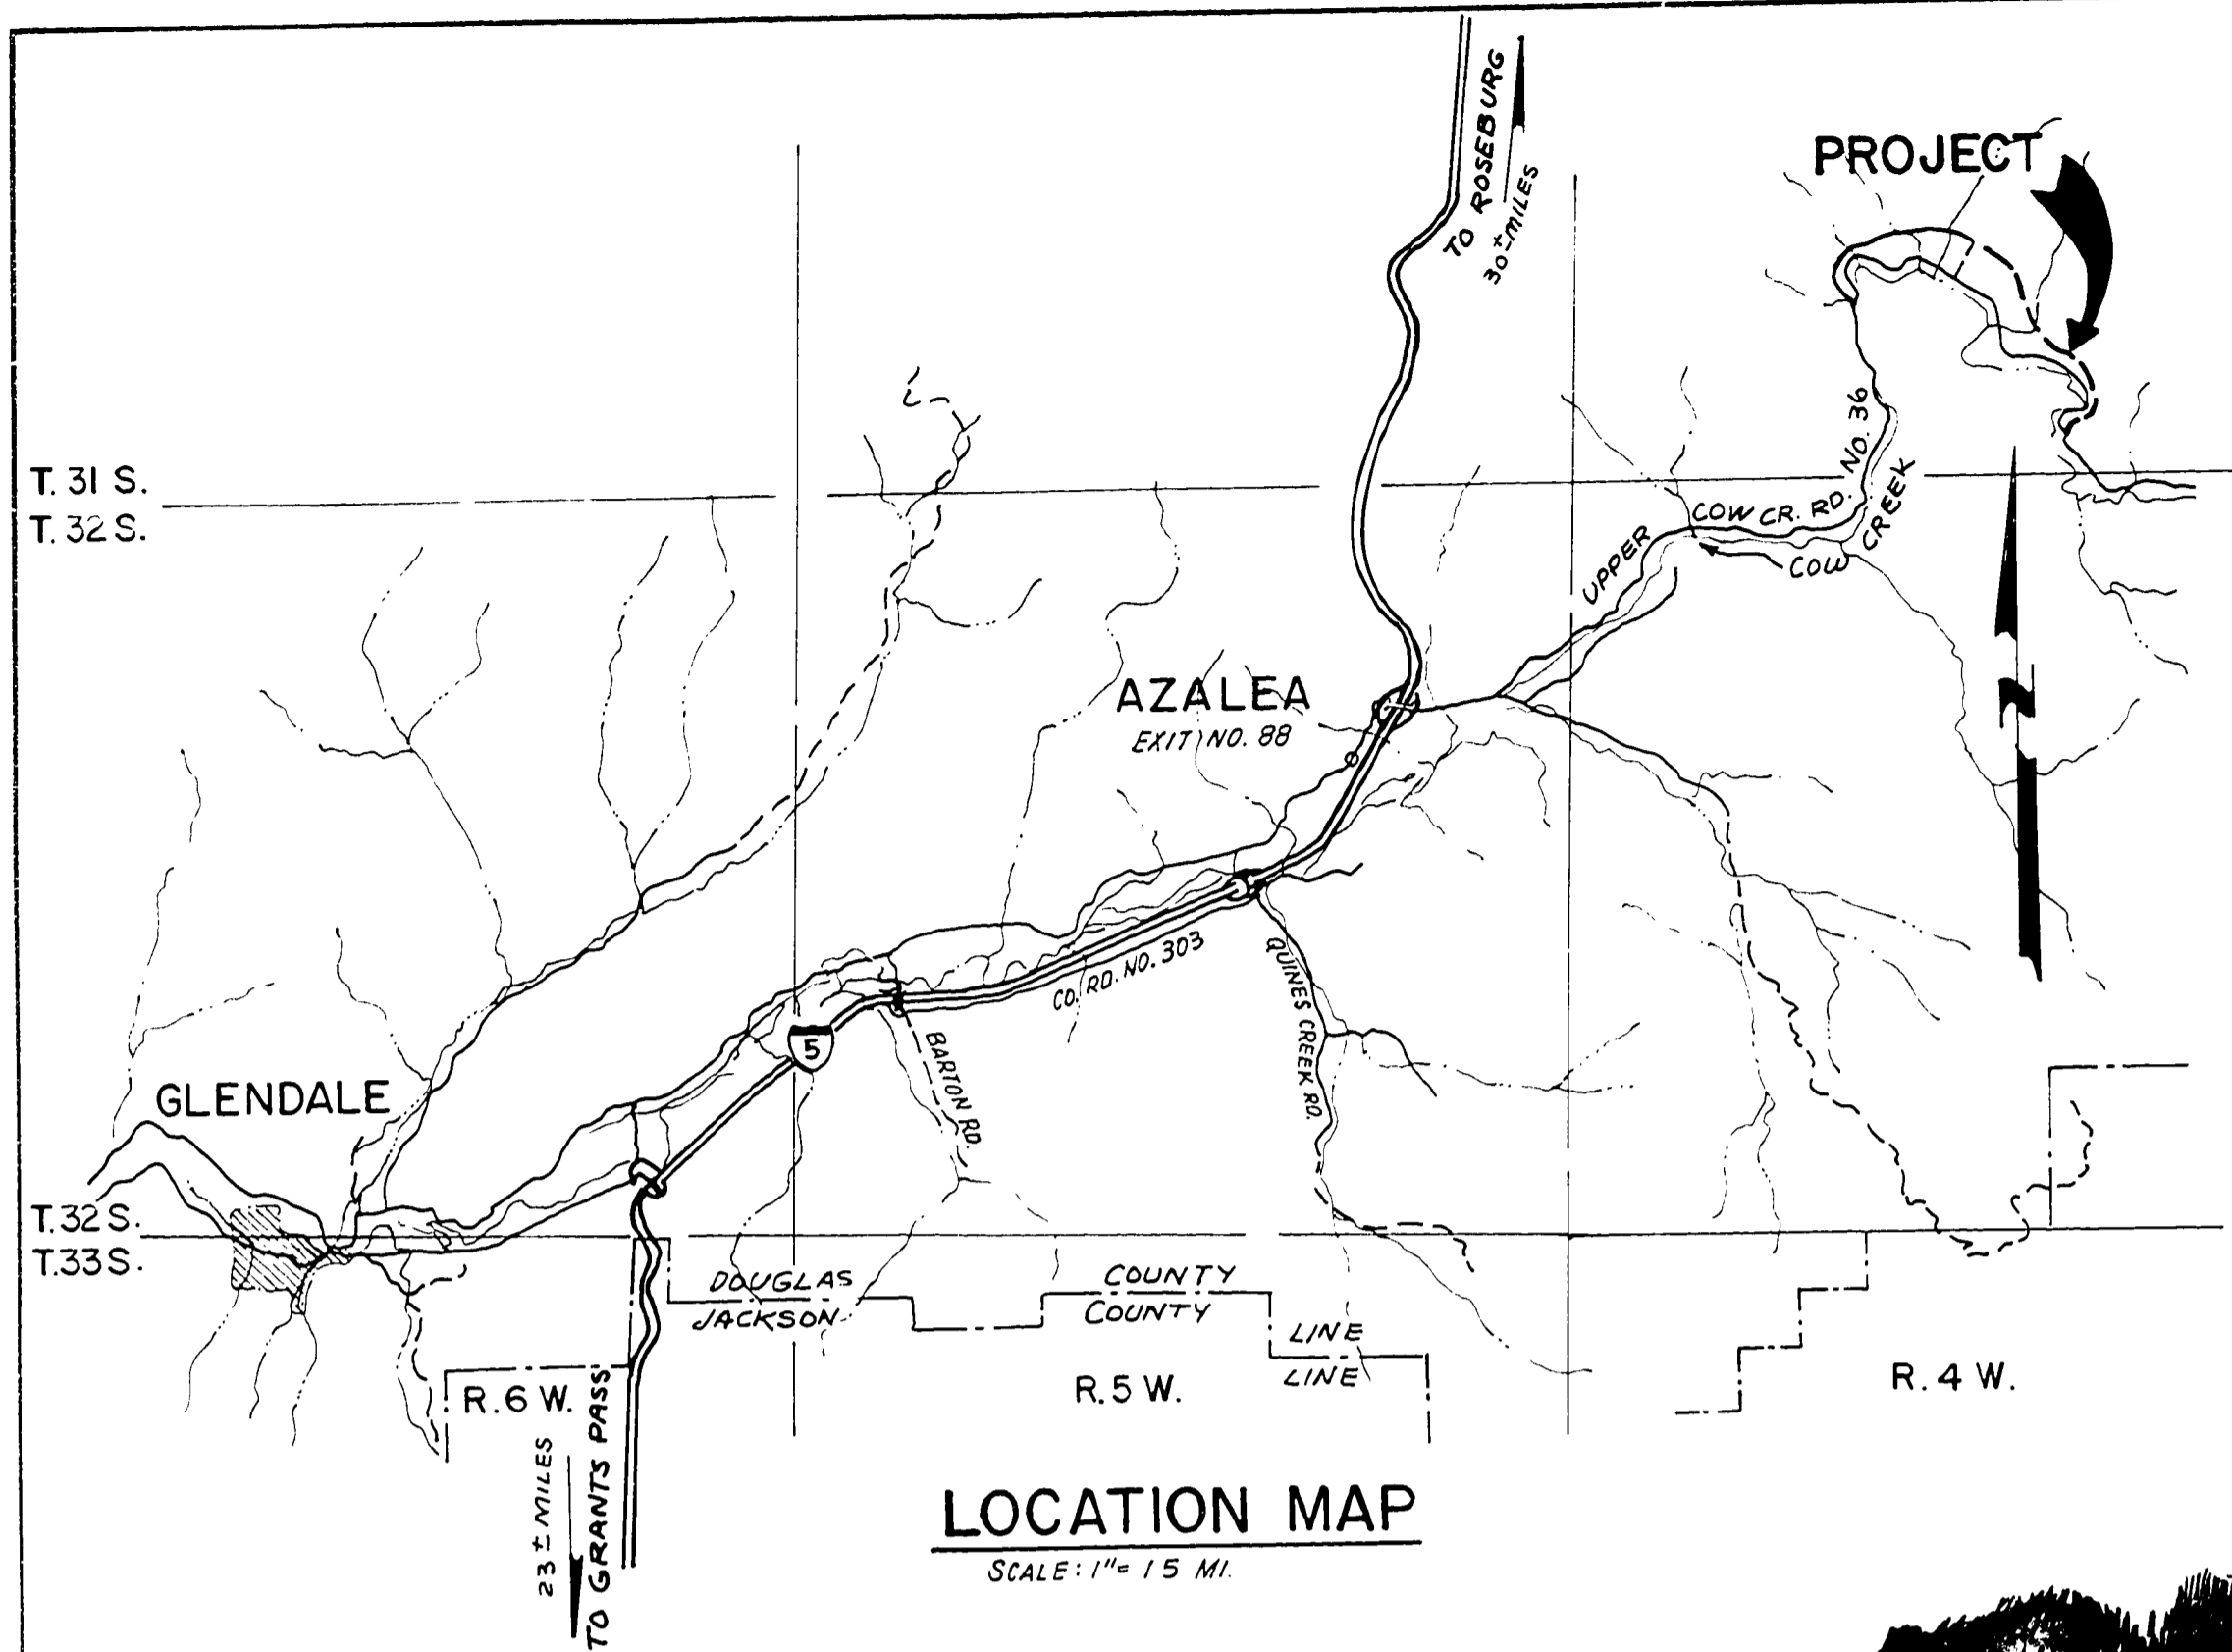 TO ROSEBURG
30± MILES
PROJECT
T. 31 S.
T. 32 S.
UPPER COW CR. RD. NO. 36
COW CREEK
N
AZALEA
EXIT NO. 88
CO. RD. NO. 303
QUINES CREEK RD.
5
BARTON RD.
GLENDALE
T. 32 S.
T. 33 S.
DOUGLAS COUNTY LINE
JACKSON COUNTY LINE
R. 6 W.
R. 5 W.
R. 4 W.
23± MILES
TO GRANTS PASS
LOCATION MAP
SCALE: 1"= 1 5 MI.